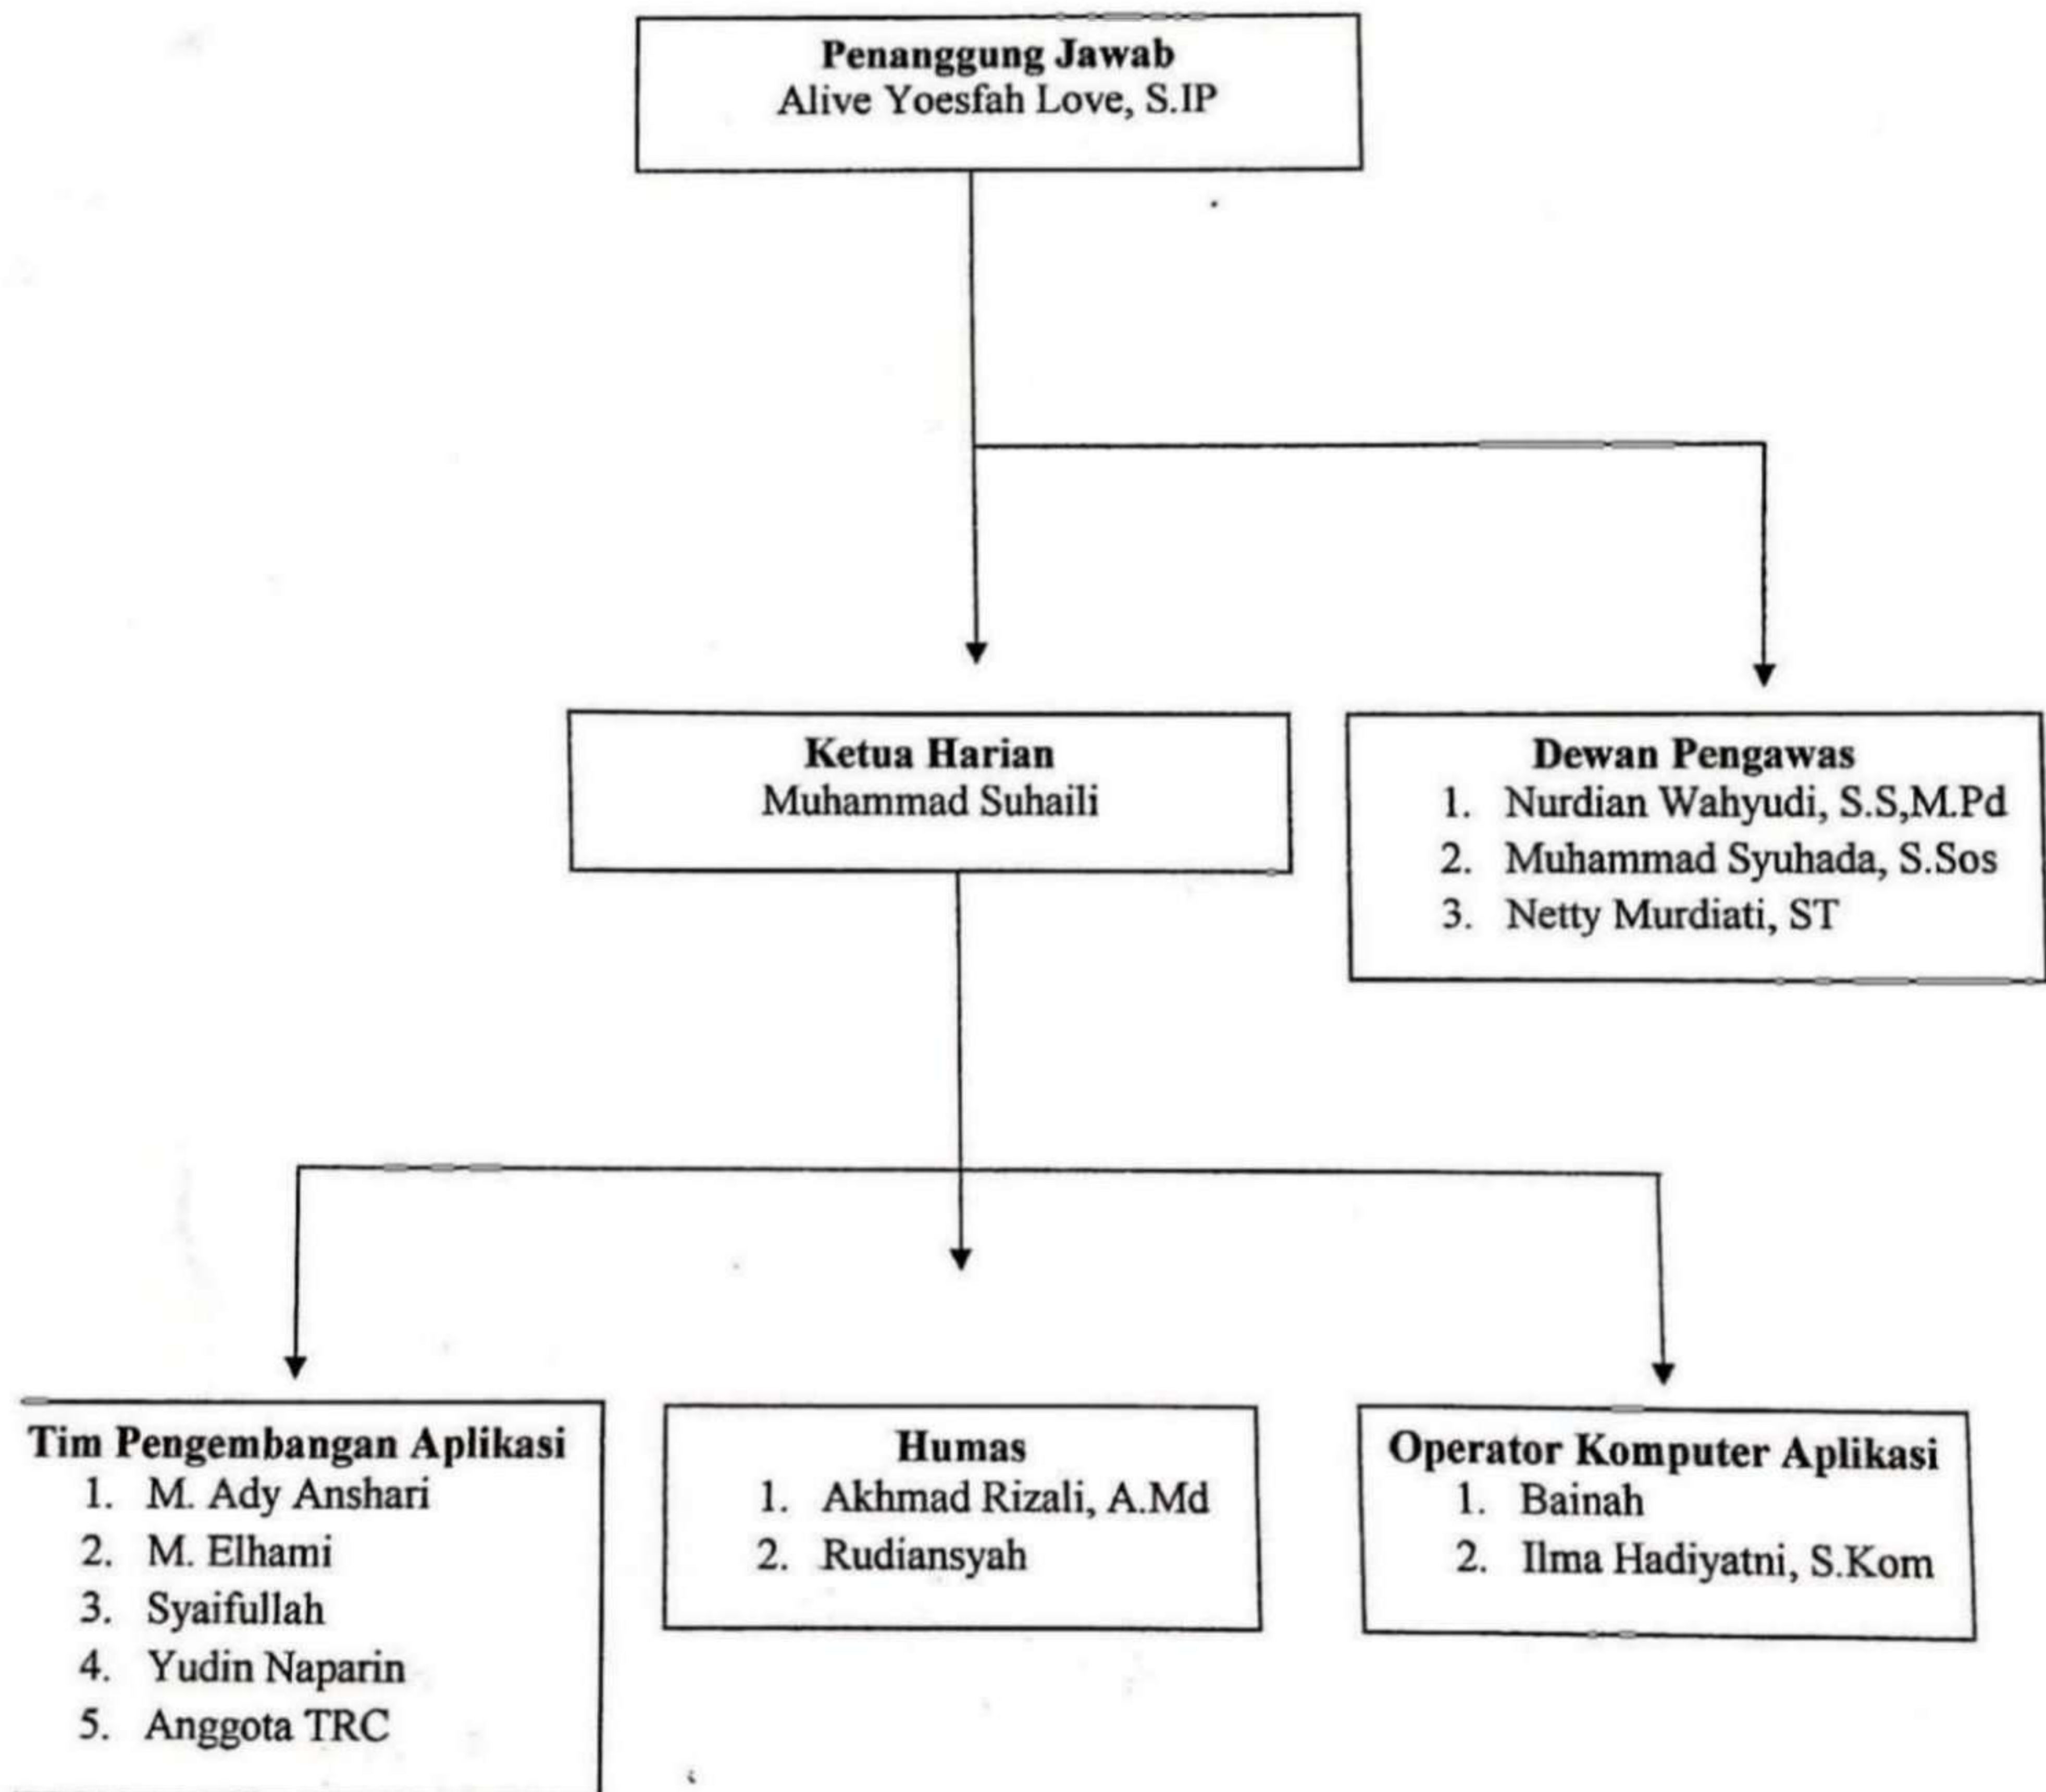 Penanggung Jawab
Alive Yoesfah Love, S.IP
Ketua Harian
Muhammad Suhaili
Dewan Pengawas
1. Nurdian Wahyudi, S.S,M.Pd
2. Muhammad Syuhada, S.Sos
3. Netty Murdiati, ST
Tim Pengembangan Aplikasi
1. M. Ady Anshari
2. M. Elhami
3. Syaifullah
4. Yudin Naparin
5. Anggota TRC
Humas
1. Akhmad Rizali, A.Md
2. Rudiansyah
Operator Komputer Aplikasi
1. Bainah
2. Ilma Hadiyatni, S.Kom